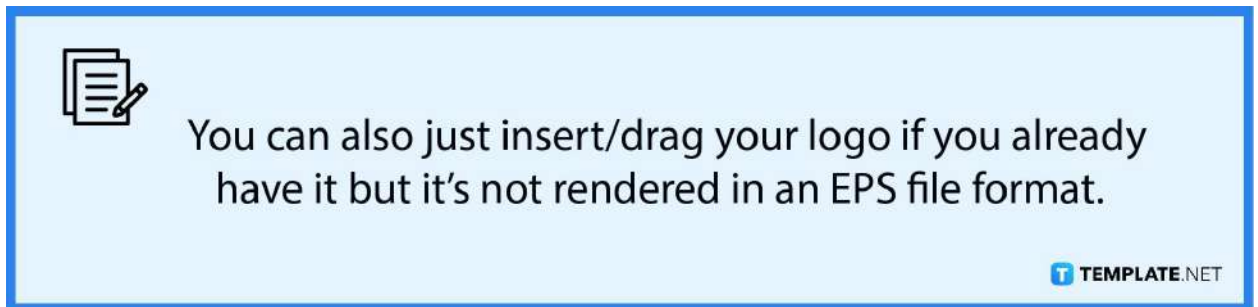 You can also just insert/drag your logo if you already
have it but it’s not rendered in an EPS file format.
T TEMPLATE.NET